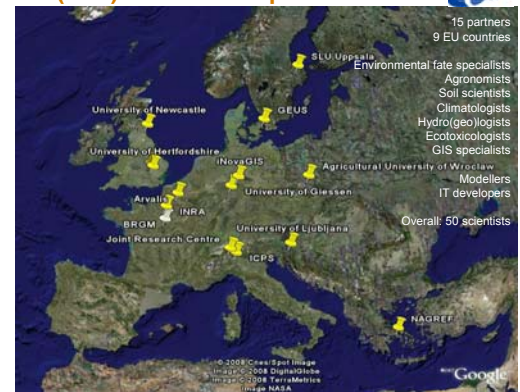 15 partners
9 EU countries
Environmental fate specialists
Agronomists
Soil scientists
Climatologists
Hydro(geo)logists
Ecotoxicologists
GIS specialists
Modellers
IT developers
Overall: 50 scientists
SLU Uppsala
University of Newcastle
GEUS
University of Hertfordshire
iNovaGIS
Agricultural University of Wroclaw
University of Giessen
Arvalis
INRA
BRGM
University of Ljubljana
Joint Research Centre
ICPS
NAGREF
© 2008 Cnes/Spot Image
Image © 2008 DigitalGlobe
Image © 2008 TerraMetrics
Image NASA
Google